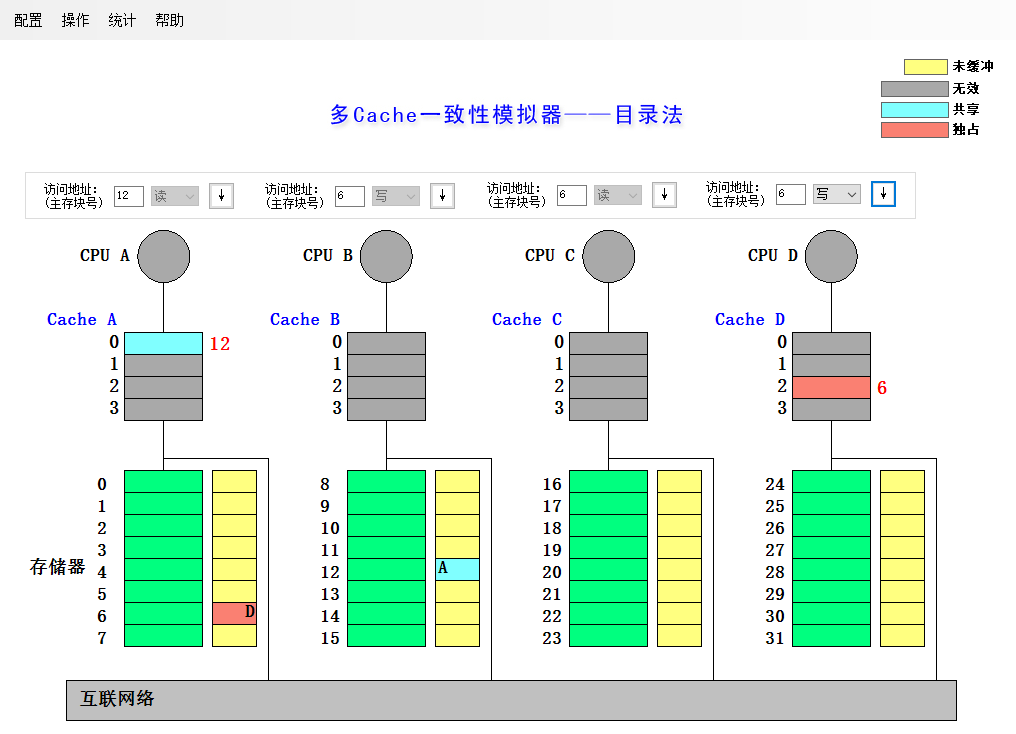 配置 操作 统计 帮助
未缓冲
无效
共享
独占
多Cache一致性模拟器——目录法
访问地址:
(主存块号) 12 读 ↓
访问地址:
(主存块号) 6 写 ↓
访问地址:
(主存块号) 6 读 ↓
访问地址:
(主存块号) 6 写 ↓
CPU A CPU B CPU C CPU D
Cache A Cache B Cache C Cache D
0 12 0 0 0
1 1 1 1
2 2 2 2 6
3 3 3 3
0 8 16 24
1 9 17 25
2 10 18 26
3 11 19 27
存储器 4 12 A 20 28
5 13 21 29
6 D 14 22 30
7 15 23 31
互联网络